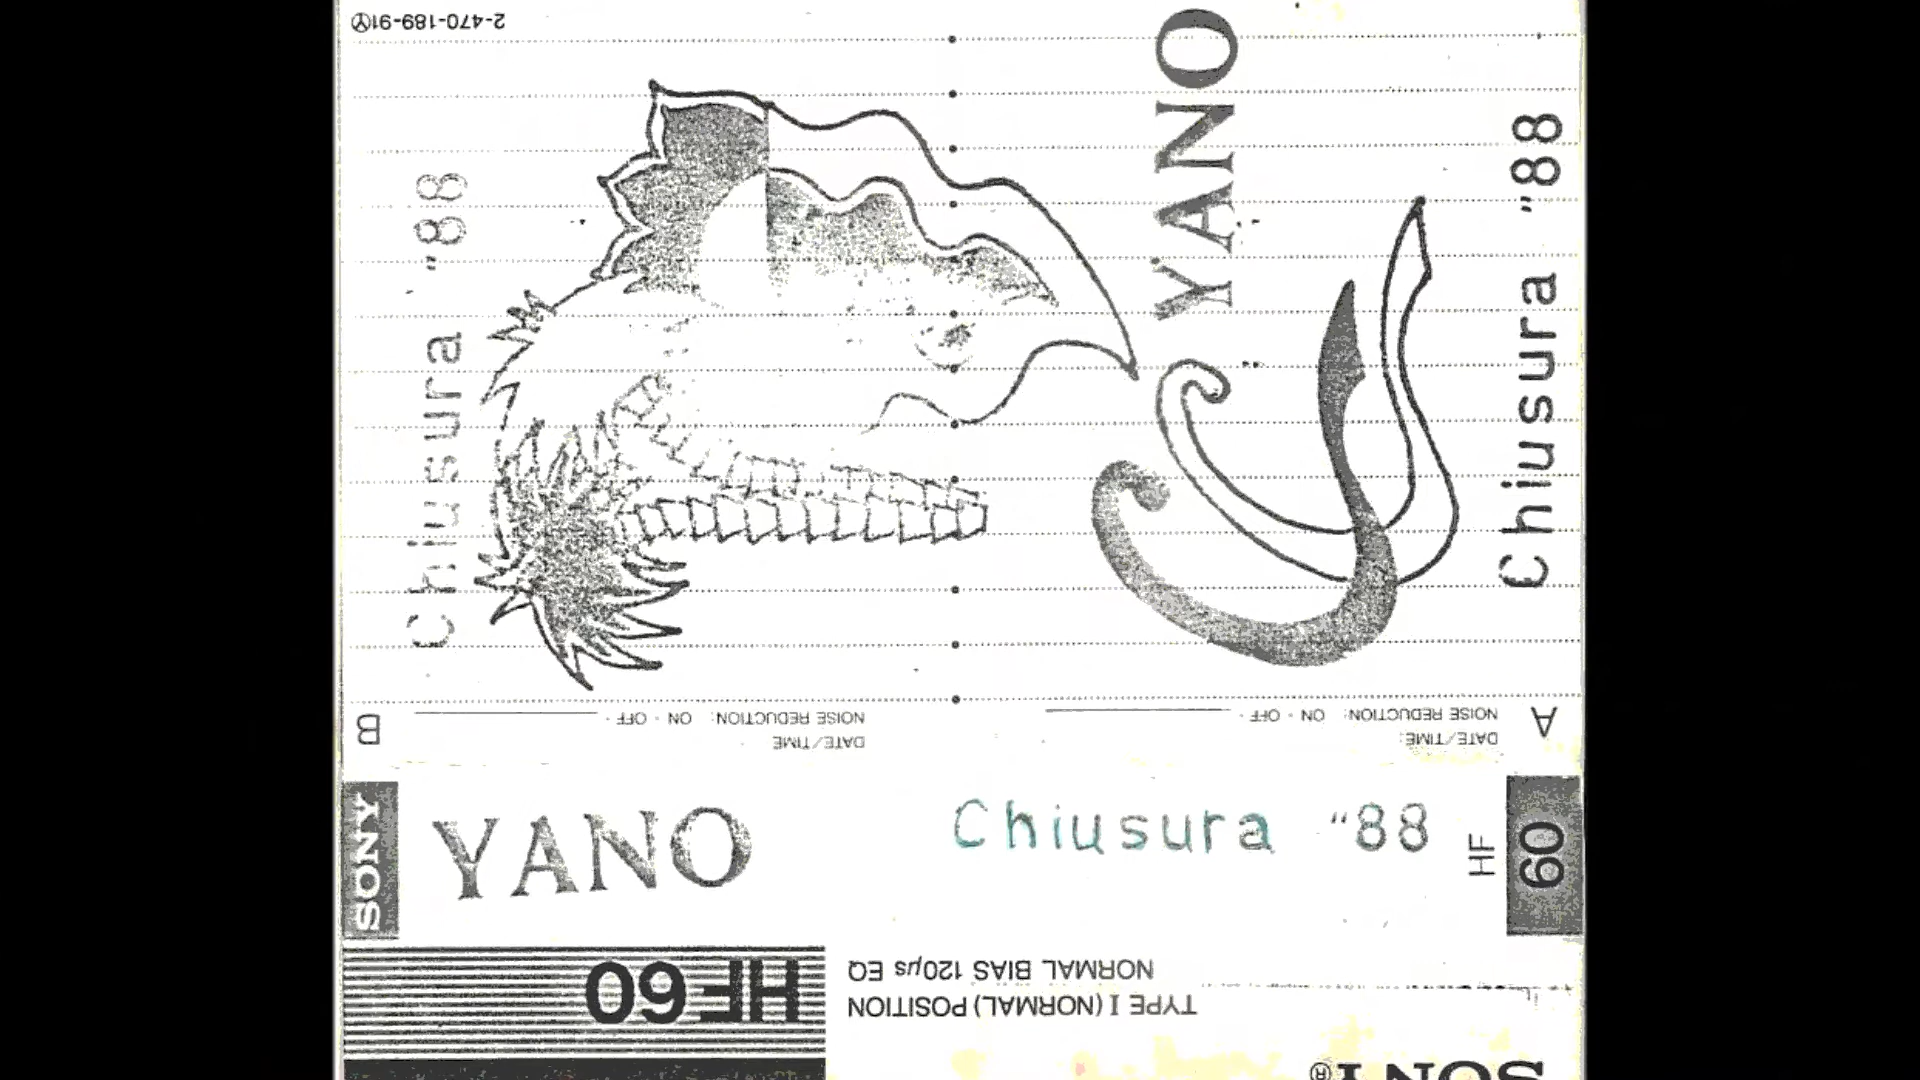 2-470-189-91
YANO
Chiusura "88
Chiusura "88
B
NOISE REDUCTION: ON · OFF ·
DATE/TIME
A
NOISE REDUCTION: ON · OFF ·
DATE/TIME:
SONY
YANO
Chiusura "88
HF
60
HF60
NORMAL BIAS 120µs EQ
TYPE I (NORMAL) POSITION
SONY®